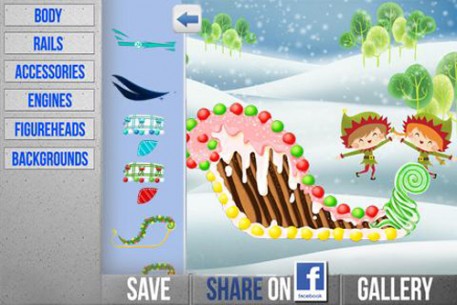 BODY
RAILS
ACCESSORIES
ENGINES
FIGUREHEADS
BACKGROUNDS
SAVE
SHARE ON
facebook
GALLERY